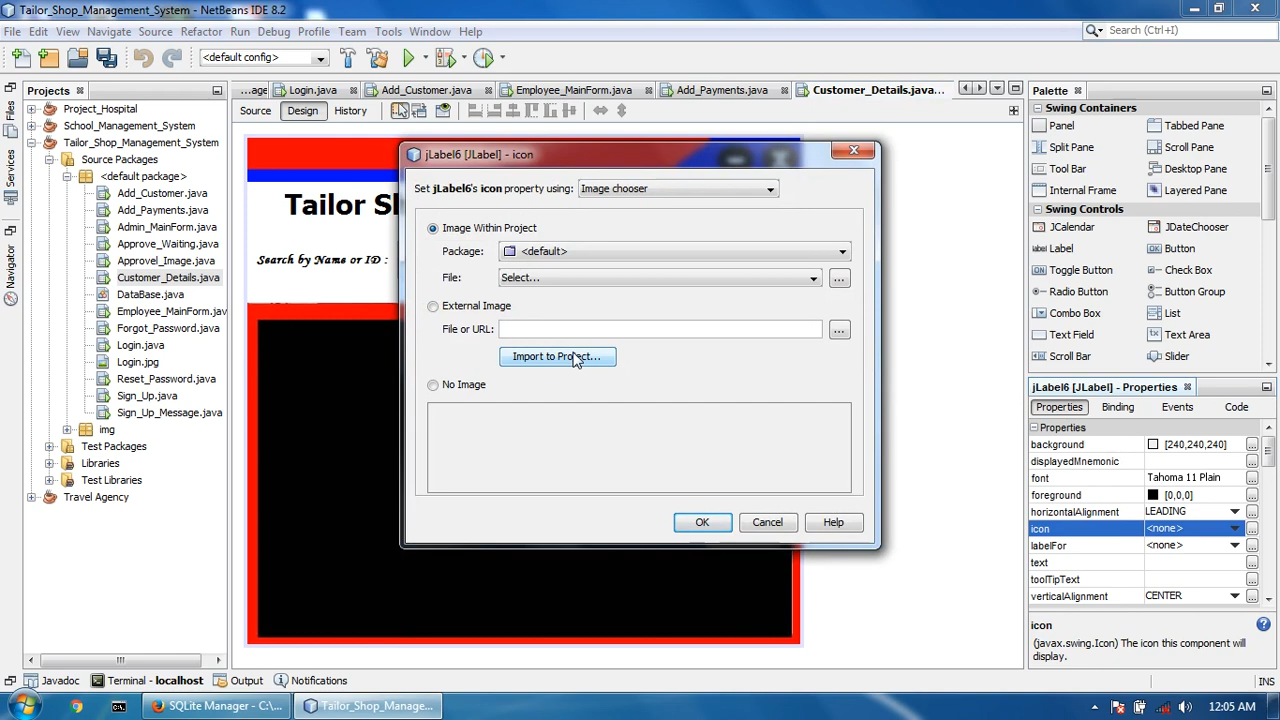 Tailor_Shop_Management_System - NetBeans IDE 8.2
File Edit View Navigate Source Refactor Run Debug Profile Team Tools Window Help
Search (Ctrl+I)
<default config>
Projects
...age
Login.java
Add_Customer.java
Employee_MainForm.java
Add_Payments.java
Customer_Details.java...
Palette
Source Design History
Files
Services
Navigator
Project_Hospital
School_Management_System
Tailor_Shop_Management_System
Source Packages
<default package>
Add_Customer.java
Add_Payments.java
Admin_MainForm.java
Approve_Waiting.java
Approvel_Image.java
Customer_Details.java
DataBase.java
Employee_MainForm.java
Forgot_Password.java
Login.java
Login.jpg
Reset_Password.java
Sign_Up.java
Sign_Up_Message.java
img
Test Packages
Libraries
Test Libraries
Travel Agency
Tailor Sh
Search by Name or ID :
jLabel6 [JLabel] - icon
Set jLabel6's icon property using: Image chooser
Image Within Project
Package: <default>
File: Select... ...
External Image
File or URL: ...
Import to Project...
No Image
OK Cancel Help
Swing Containers
Panel Tabbed Pane
Split Pane Scroll Pane
Tool Bar Desktop Pane
Internal Frame Layered Pane
Swing Controls
JCalendar JDateChooser
Label Button
Toggle Button Check Box
Radio Button Button Group
Combo Box List
Text Field Text Area
Scroll Bar Slider
jLabel6 [JLabel] - Properties
Properties Binding Events Code
Properties
background [240,240,240] ...
displayedMnemonic ...
font Tahoma 11 Plain ...
foreground [0,0,0] ...
horizontalAlignment LEADING ...
icon <none> ...
labelFor <none> ...
text ...
toolTipText ...
verticalAlignment CENTER ...
icon
(javax.swing.Icon) The icon this component will
display.
Javadoc Terminal - localhost Output Notifications
INS
SQLite Manager - C:\...
Tailor_Shop_Manage...
12:05 AM